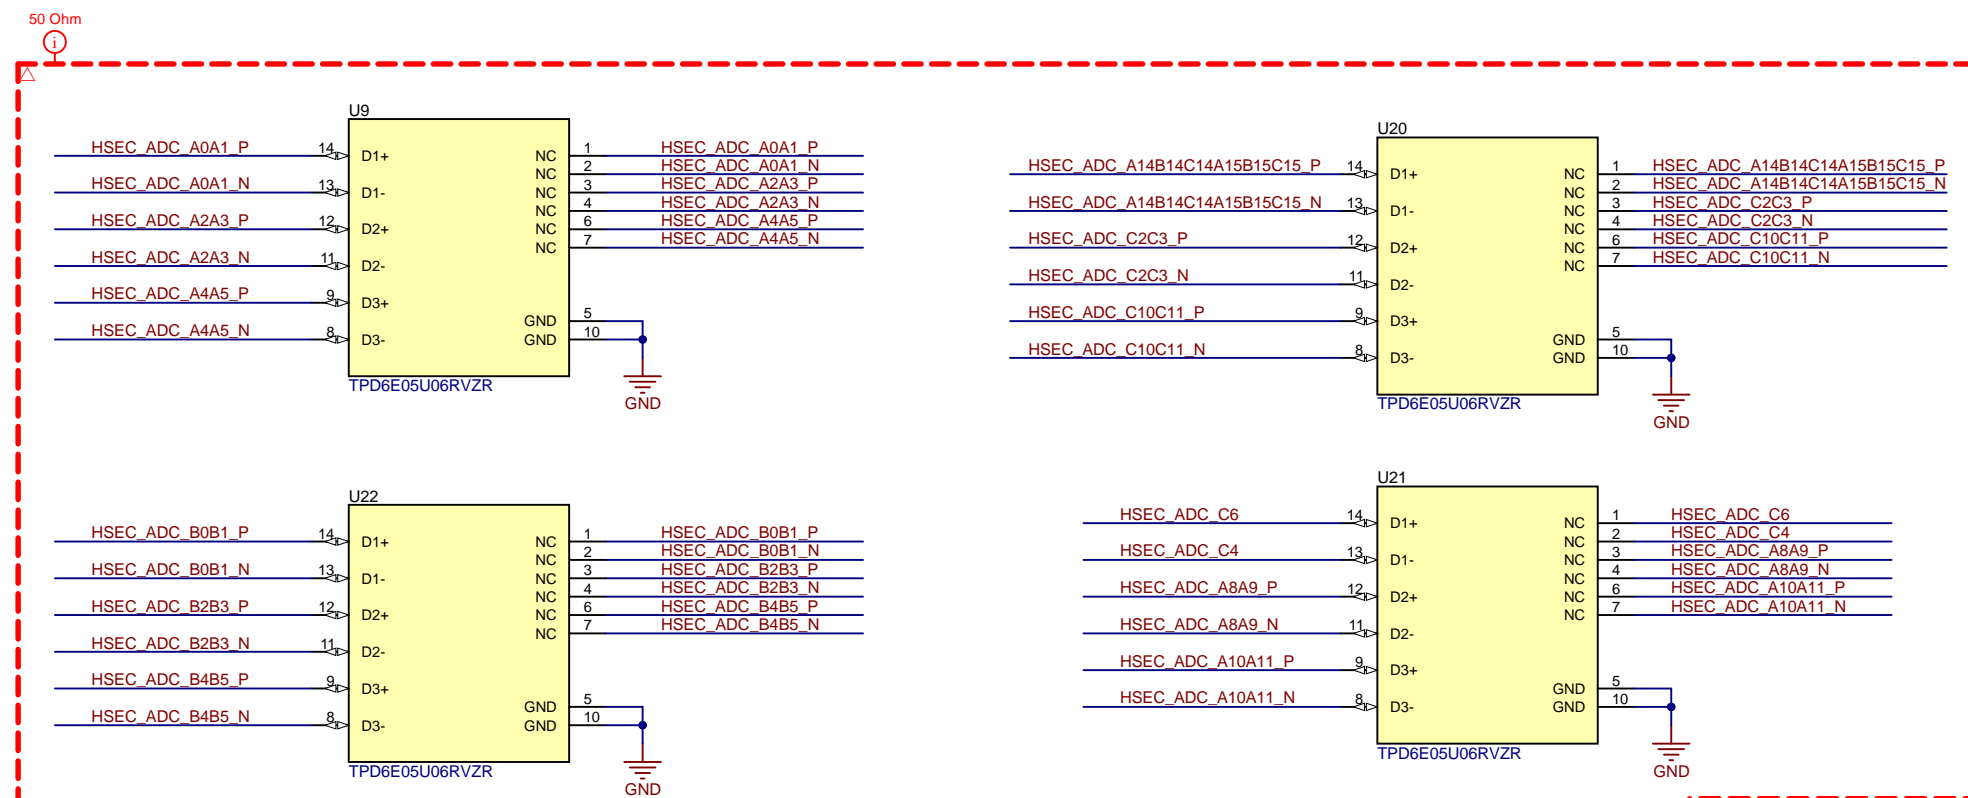 50 Ohm
i
U9
HSEC_ADC_A0A1_P 14 D1+ NC 1 HSEC_ADC_A0A1_P
NC 2 HSEC_ADC_A0A1_N
HSEC_ADC_A0A1_N 13 D1- NC 3 HSEC_ADC_A2A3_P
NC 4 HSEC_ADC_A2A3_N
HSEC_ADC_A2A3_P 12 D2+ NC 6 HSEC_ADC_A4A5_P
NC 7 HSEC_ADC_A4A5_N
HSEC_ADC_A2A3_N 11 D2-
HSEC_ADC_A4A5_P 9 D3+
GND 5
HSEC_ADC_A4A5_N 8 D3- GND 10
TPD6E05U06RVZR
GND
U20
HSEC_ADC_A14B14C14A15B15C15_P 14 D1+ NC 1 HSEC_ADC_A14B14C14A15B15C15_P
NC 2 HSEC_ADC_A14B14C14A15B15C15_N
HSEC_ADC_A14B14C14A15B15C15_N 13 D1- NC 3 HSEC_ADC_C2C3_P
NC 4 HSEC_ADC_C2C3_N
HSEC_ADC_C2C3_P 12 D2+ NC 6 HSEC_ADC_C10C11_P
NC 7 HSEC_ADC_C10C11_N
HSEC_ADC_C2C3_N 11 D2-
HSEC_ADC_C10C11_P 9 D3+
GND 5
HSEC_ADC_C10C11_N 8 D3- GND 10
TPD6E05U06RVZR
GND
U22
HSEC_ADC_B0B1_P 14 D1+ NC 1 HSEC_ADC_B0B1_P
NC 2 HSEC_ADC_B0B1_N
HSEC_ADC_B0B1_N 13 D1- NC 3 HSEC_ADC_B2B3_P
NC 4 HSEC_ADC_B2B3_N
HSEC_ADC_B2B3_P 12 D2+ NC 6 HSEC_ADC_B4B5_P
NC 7 HSEC_ADC_B4B5_N
HSEC_ADC_B2B3_N 11 D2-
HSEC_ADC_B4B5_P 9 D3+
GND 5
HSEC_ADC_B4B5_N 8 D3- GND 10
TPD6E05U06RVZR
GND
U21
HSEC_ADC_C6 14 D1+ NC 1 HSEC_ADC_C6
NC 2 HSEC_ADC_C4
HSEC_ADC_C4 13 D1- NC 3 HSEC_ADC_A8A9_P
NC 4 HSEC_ADC_A8A9_N
HSEC_ADC_A8A9_P 12 D2+ NC 6 HSEC_ADC_A10A11_P
NC 7 HSEC_ADC_A10A11_N
HSEC_ADC_A8A9_N 11 D2-
HSEC_ADC_A10A11_P 9 D3+
GND 5
HSEC_ADC_A10A11_N 8 D3- GND 10
TPD6E05U06RVZR
GND